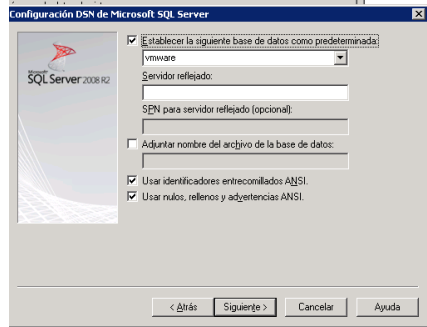 Configuración DSN de Microsoft SQL Server
Establecer la siguiente base de datos como predeterminada:
vmware
Servidor reflejado:
SPN para servidor reflejado (opcional):
Adjuntar nombre del archivo de la base de datos:
Usar identificadores entrecomillados ANSI.
Usar nulos, rellenos y advertencias ANSI.
Microsoft
SQL Server 2008 R2
< Atrás
Siguiente >
Cancelar
Ayuda